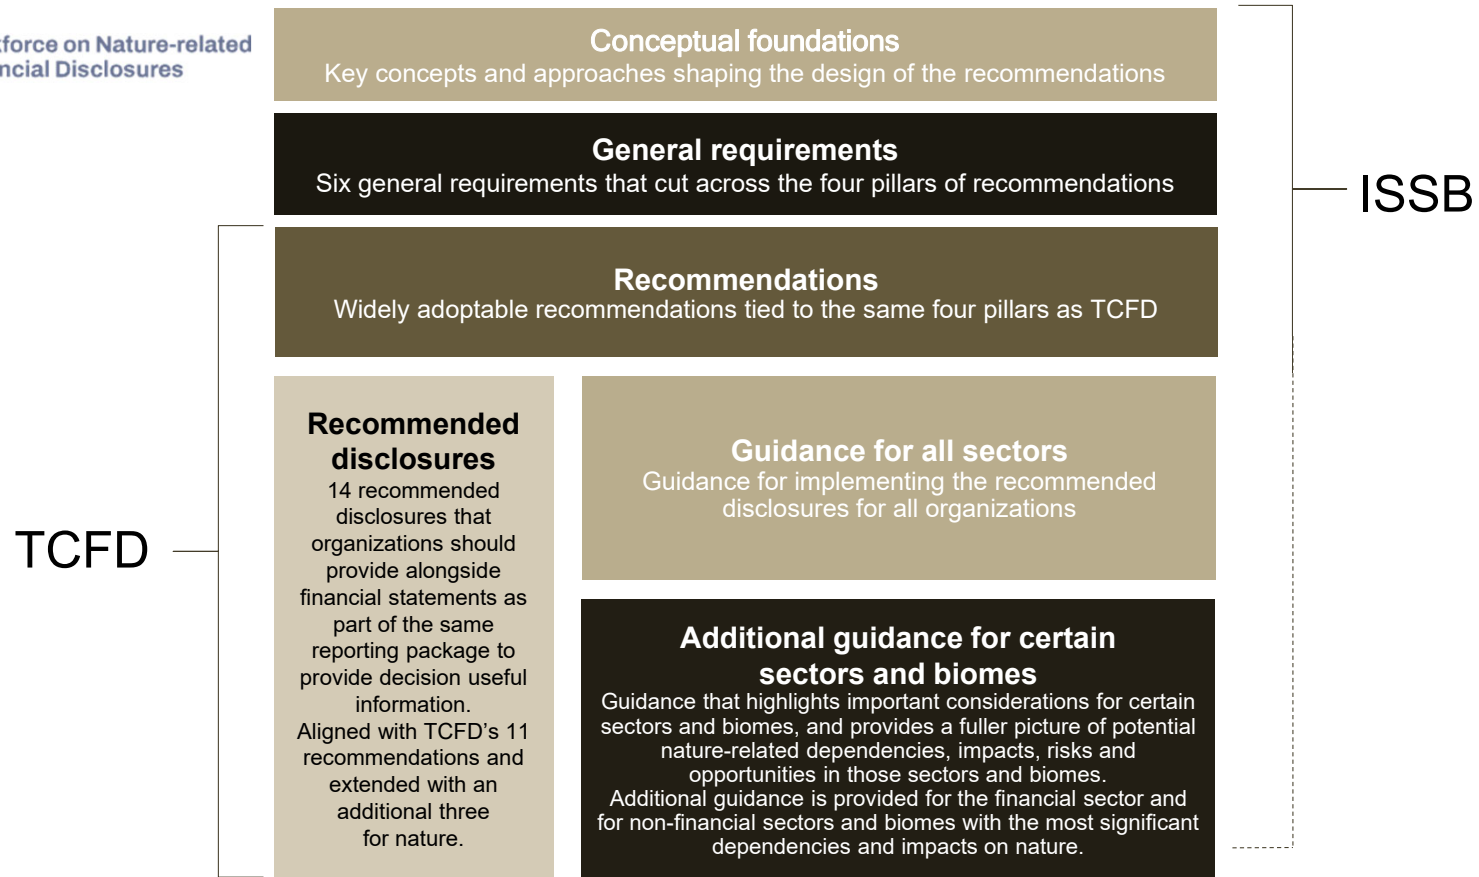 force on Nature-related
ncial Disclosures
Conceptual foundations
Key concepts and approaches shaping the design of the recommendations
General requirements
Six general requirements that cut across the four pillars of recommendations
ISSB
Recommendations
Widely adoptable recommendations tied to the same four pillars as TCFD
TCFD
Recommended
disclosures
14 recommended
disclosures that
organizations should
provide alongside
financial statements as
part of the same
reporting package to
provide decision useful
information.
Aligned with TCFD’s 11
recommendations and
extended with an
additional three
for nature.
Guidance for all sectors
Guidance for implementing the recommended
disclosures for all organizations
Additional guidance for certain
sectors and biomes
Guidance that highlights important considerations for certain
sectors and biomes, and provides a fuller picture of potential
nature-related dependencies, impacts, risks and
opportunities in those sectors and biomes.
Additional guidance is provided for the financial sector and
for non-financial sectors and biomes with the most significant
dependencies and impacts on nature.